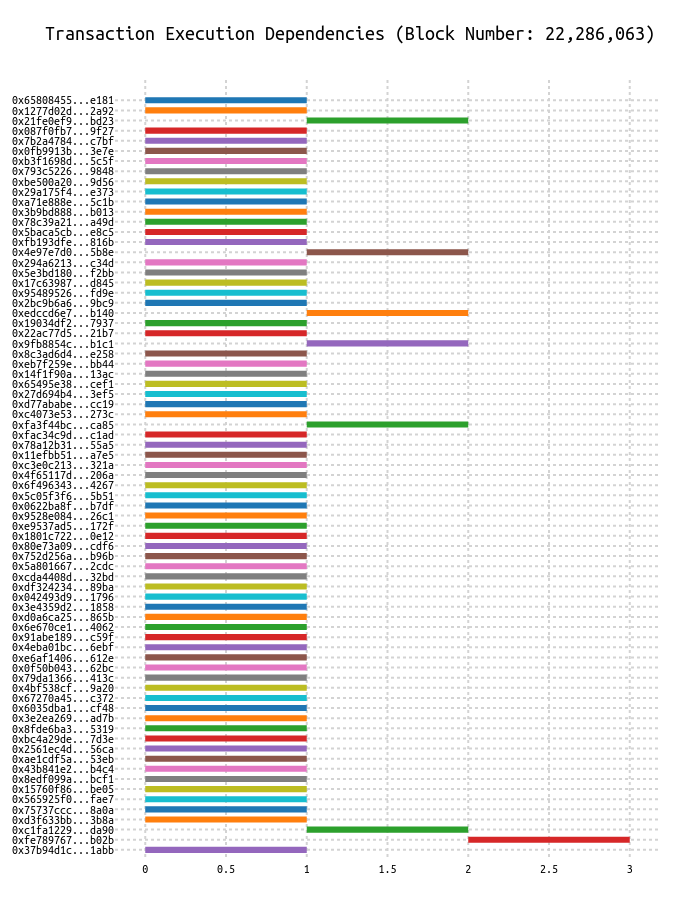 Transaction Execution Dependencies (Block Number: 22,286,063)
0x65808455...e181
0x1277d02d...2a92
0x21fe0ef9...bd23
0x087f0fb7...9f27
0x7b2a4784...c7bf
0x0fb9913b...3e7e
0xb3f1698d...5c5f
0x793c5226...9848
0xbe500a20...9d56
0x29a175f4...e373
0xa71e888e...5c1b
0x3b9bd888...b013
0x78c39a21...a49d
0x5baca5cb...e8c5
0xfb193dfe...816b
0x4e97e7d0...5b8e
0x294a6213...c34d
0x5e3bd180...f2bb
0x17c63987...d845
0x95489526...fd9e
0x2bc9b6a6...9bc9
0xedccd6e7...b140
0x19034df2...7937
0x22ac77d5...21b7
0x9fb8854c...b1c1
0x8c3ad6d4...e258
0xeb7f259e...bb44
0x14f1f90a...13ac
0x65495e38...cef1
0x27d694b4...3ef5
0xd77ababe...cc19
0xc4073e53...273c
0xfa3f44bc...ca85
0xfac34c9d...c1ad
0x78a12b31...55a5
0x11efbb51...a7e5
0xc3e0c213...321a
0x4f65117d...206a
0x6f496343...4267
0x5c05f3f6...5b51
0x0622ba8f...b7df
0x9528e084...26c1
0xe9537ad5...172f
0x1801c722...0e12
0x80e73a09...cdf6
0x752d256a...b96b
0x5a801667...2cdc
0xcda4408d...32bd
0xdf324234...89ba
0x042493d9...1796
0x3e4359d2...1858
0xd0a6ca25...865b
0x6e670ce1...4062
0x91abe189...c59f
0x4eba01bc...6ebf
0xe6af1406...612e
0x0f50b043...62bc
0x79da1366...413c
0x4bf538cf...9a20
0x67270a45...c372
0x6035dba1...cf48
0x3e2ea269...ad7b
0x8fde6ba3...5319
0xbc4a29de...7d3e
0x2561ec4d...56ca
0xae1cdf5a...53eb
0x43b841e2...b4c4
0x8edf099a...bcf1
0x15760f86...be05
0x565925f0...fae7
0x75737ccc...8a0a
0xd3f633bb...3b8a
0xc1fa1229...da90
0xfe789767...b02b
0x37b94d1c...1abb
0 0.5 1 1.5 2 2.5 3